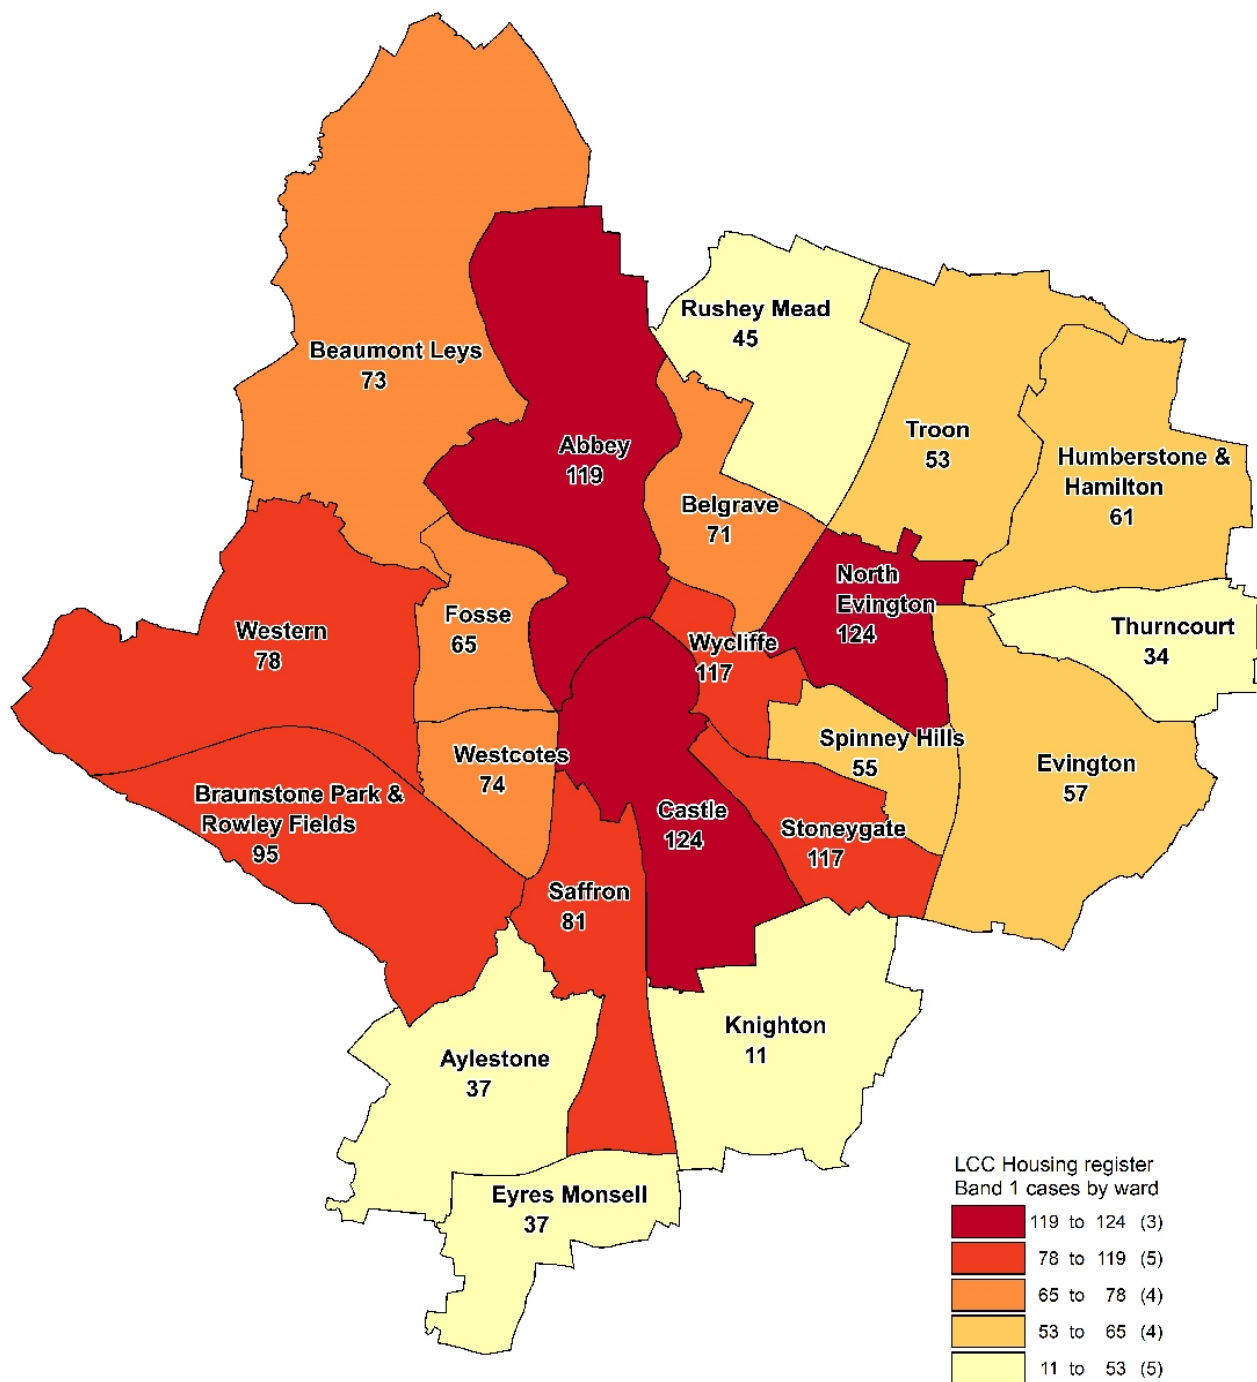 Rushey Mead
45
Beaumont Leys
73
Abbey
119
Troon
53
Humberstone &
Hamilton
61
Belgrave
71
North
Evington
124
Fosse
65
Western
78
Wycliffe
117
Thurncourt
34
Westcotes
74
Spinney Hills
55
Evington
57
Braunstone Park &
Rowley Fields
95
Castle
124
Stoneygate
117
Saffron
81
Knighton
11
Aylestone
37
Eyres Monsell
37
LCC Housing register
Band 1 cases by ward
119 to 124 (3)
78 to 119 (5)
65 to 78 (4)
53 to 65 (4)
11 to 53 (5)